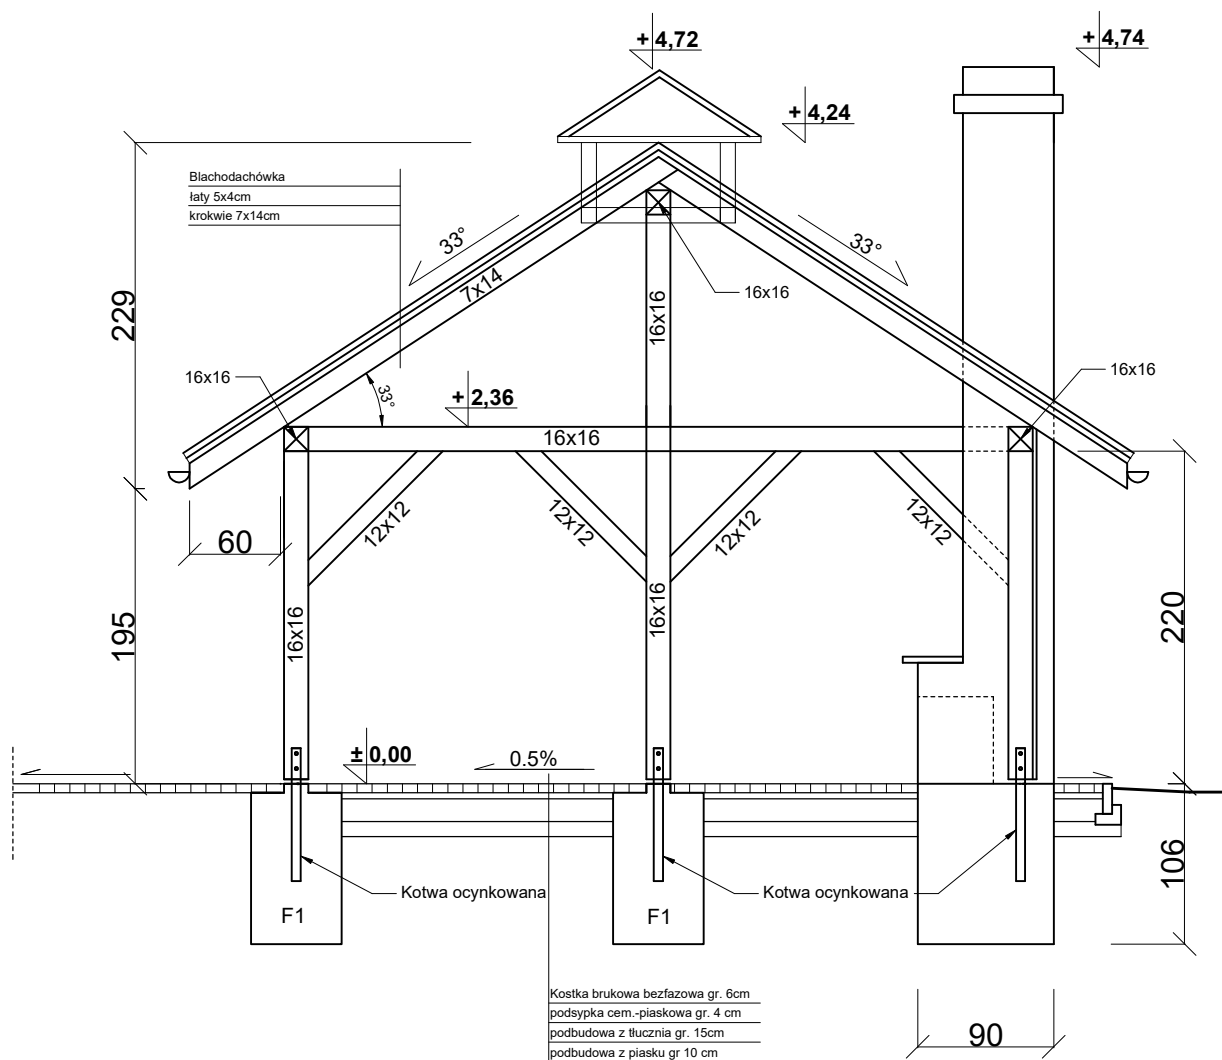 + 4,72
+ 4,74
+ 4,24
Blachodachówka
łaty 5x4cm
krokwie 7x14cm
33°
33°
7x14
16x16
16x16
229
16x16
33°
+ 2,36
16x16
16x16
12x12
12x12
12x12
12x12
60
195
16x16
16x16
220
± 0,00
0.5%
106
Kotwa ocynkowana
Kotwa ocynkowana
F1
F1
Kostka brukowa bezfazowa gr. 6cm
podsypka cem.-piaskowa gr. 4 cm
podbudowa z tłucznia gr. 15cm
podbudowa z piasku gr 10 cm
90